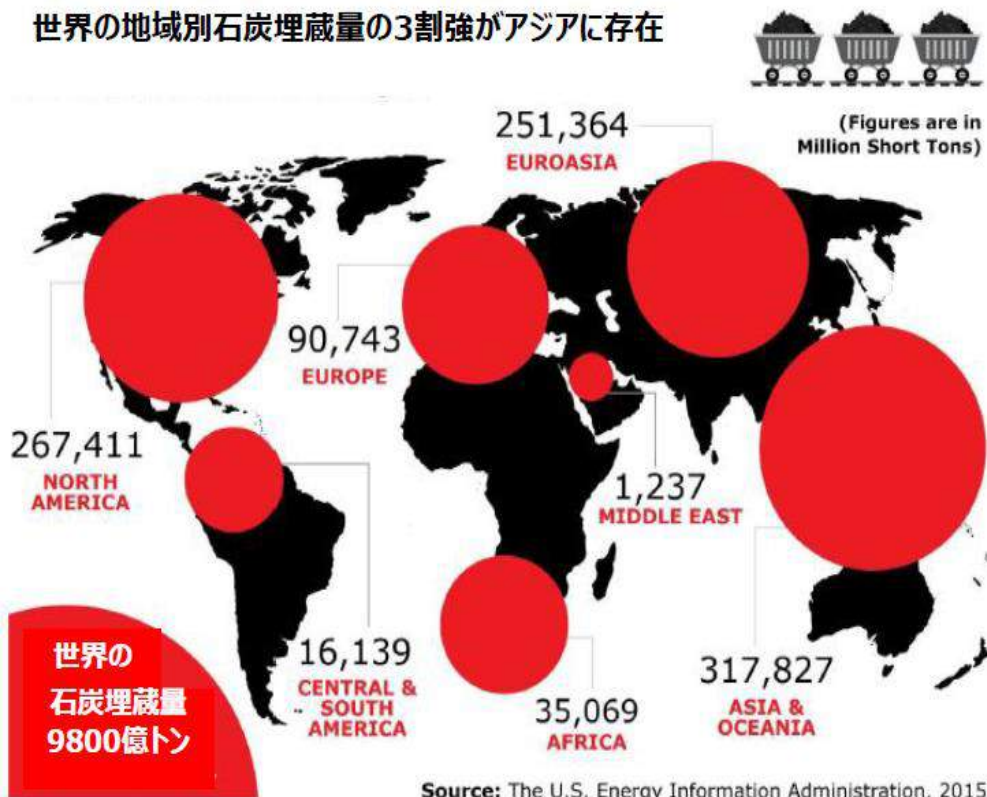 世界の地域別石炭埋蔵量の3割強がアジアに存在
(Figures are in
Million Short Tons)
251,364
EUROASIA
90,743
EUROPE
267,411
NORTH
AMERICA
1,237
MIDDLE EAST
16,139
CENTRAL &
SOUTH
AMERICA
35,069
AFRICA
317,827
ASIA &
OCEANIA
世界の
石炭埋蔵量
9800億トン
Source: The U.S. Energy Information Administration, 2015